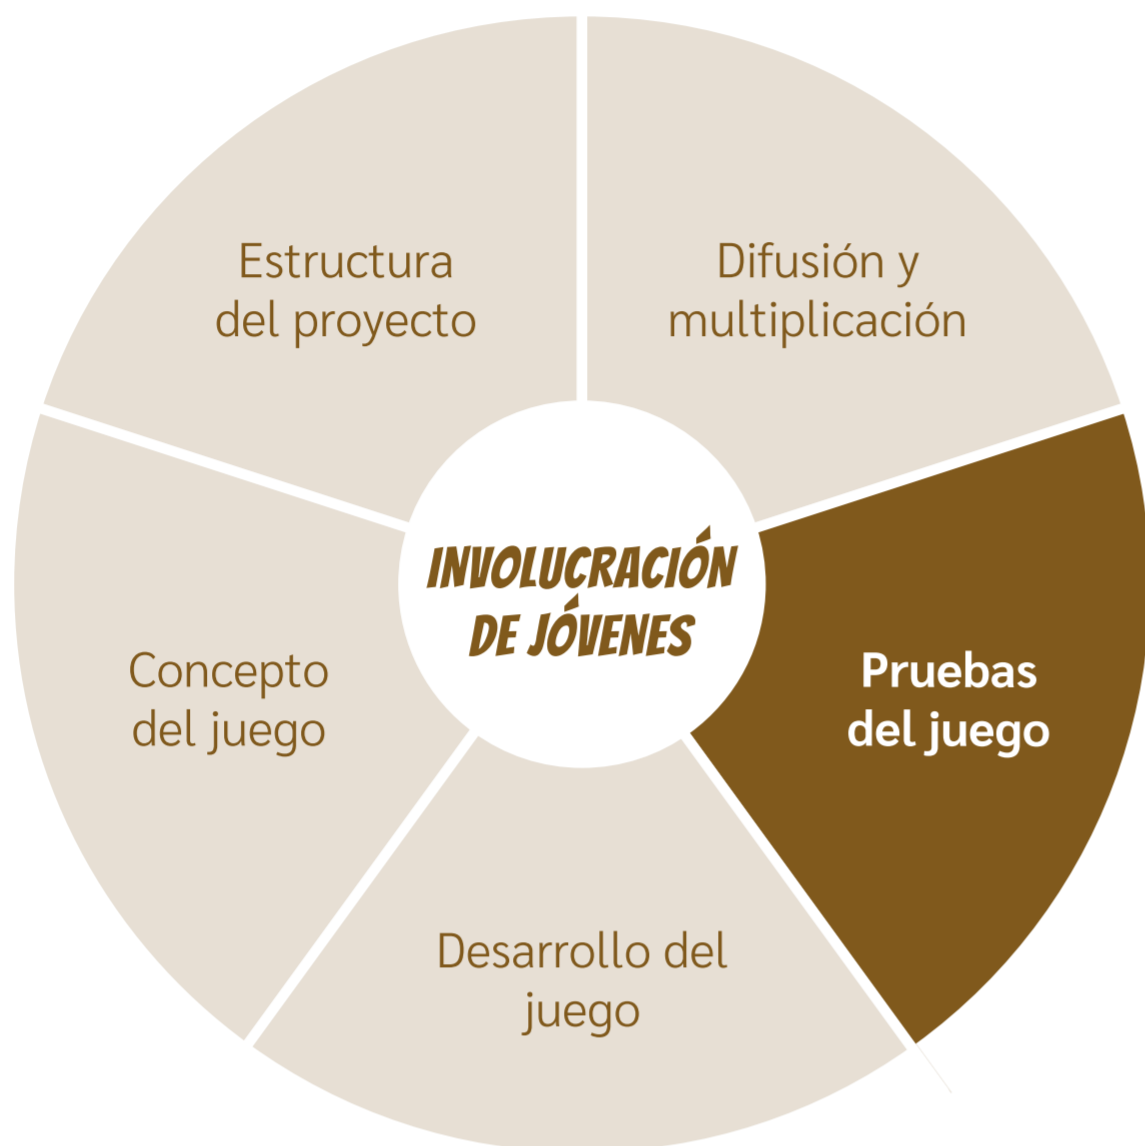 Estructura
del proyecto
Difusión y
multiplicación
INVOLUCRACIÓN
DE JÓVENES
Concepto
del juego
Pruebas
del juego
Desarrollo del
juego